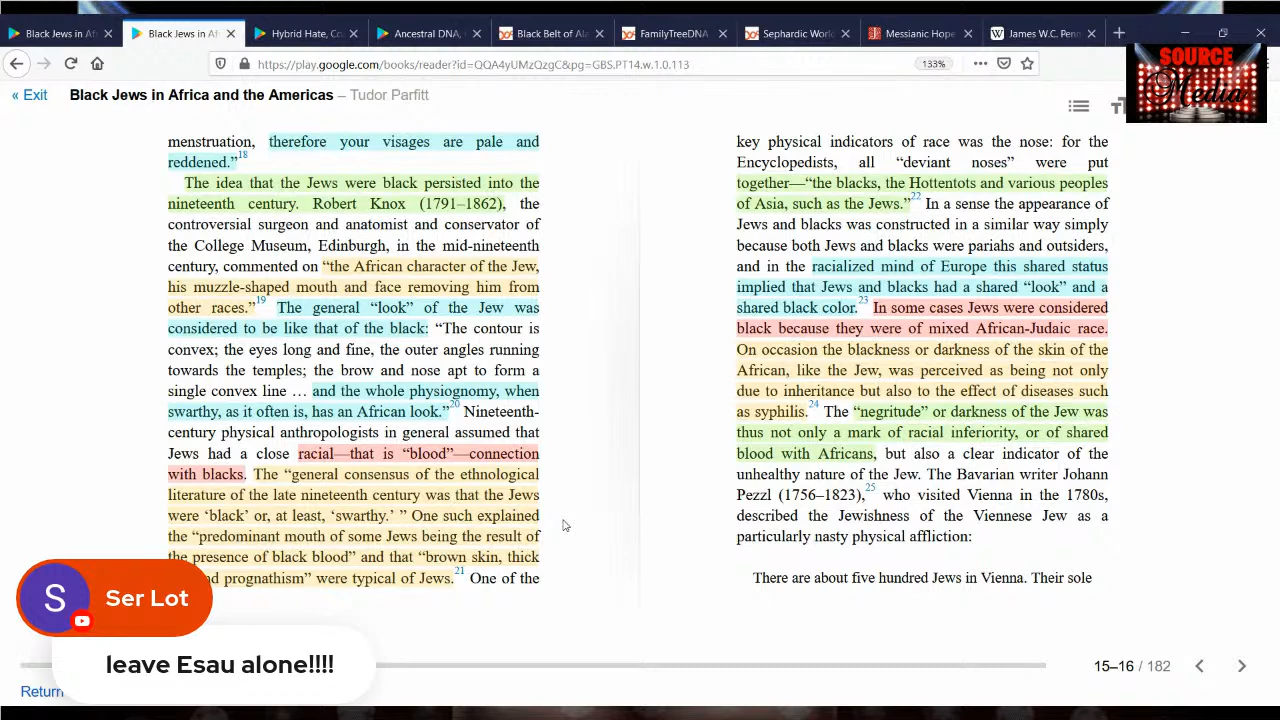 Black Jews in Af
Black Jews in Af
Hybrid Hate, Co
Ancestral DNA,
Black Belt of Ala
FamilyTreeDNA
Sephardic World
Messianic Hope
James W.C. Penn
https://play.google.com/books/reader?id=QOA4yUMzQzgC&pg=GBS.PT14.w.1.0.113
133%
SOURCE
Media
« Exit
Black Jews in Africa and the Americas – Tudor Parfitt
menstruation, therefore your visages are pale and
reddened.”18
The idea that the Jews were black persisted into the
nineteenth century. Robert Knox (1791–1862), the
controversial surgeon and anatomist and conservator of
the College Museum, Edinburgh, in the mid-nineteenth
century, commented on “the African character of the Jew,
his muzzle-shaped mouth and face removing him from
other races.”19 The general “look” of the Jew was
considered to be like that of the black: “The contour is
convex; the eyes long and fine, the outer angles running
towards the temples; the brow and nose apt to form a
single convex line … and the whole physiognomy, when
swarthy, as it often is, has an African look.”20 Nineteenth-
century physical anthropologists in general assumed that
Jews had a close racial—that is “blood”—connection
with blacks. The “general consensus of the ethnological
literature of the late nineteenth century was that the Jews
were ‘black’ or, at least, ‘swarthy.’ ” One such explained
the “predominant mouth of some Jews being the result of
the presence of black blood” and that “brown skin, thick
nd prognathism” were typical of Jews.21 One of the
key physical indicators of race was the nose: for the
Encyclopedists, all “deviant noses” were put
together—“the blacks, the Hottentots and various peoples
of Asia, such as the Jews.”22 In a sense the appearance of
Jews and blacks was constructed in a similar way simply
because both Jews and blacks were pariahs and outsiders,
and in the racialized mind of Europe this shared status
implied that Jews and blacks had a shared “look” and a
shared black color.23 In some cases Jews were considered
black because they were of mixed African-Judaic race.
On occasion the blackness or darkness of the skin of the
African, like the Jew, was perceived as being not only
due to inheritance but also to the effect of diseases such
as syphilis.24 The “negritude” or darkness of the Jew was
thus not only a mark of racial inferiority, or of shared
blood with Africans, but also a clear indicator of the
unhealthy nature of the Jew. The Bavarian writer Johann
Pezzl (1756–1823),25 who visited Vienna in the 1780s,
described the Jewishness of the Viennese Jew as a
particularly nasty physical affliction:
There are about five hundred Jews in Vienna. Their sole
S
Ser Lot
leave Esau alone!!!!
15–16 / 182
Return